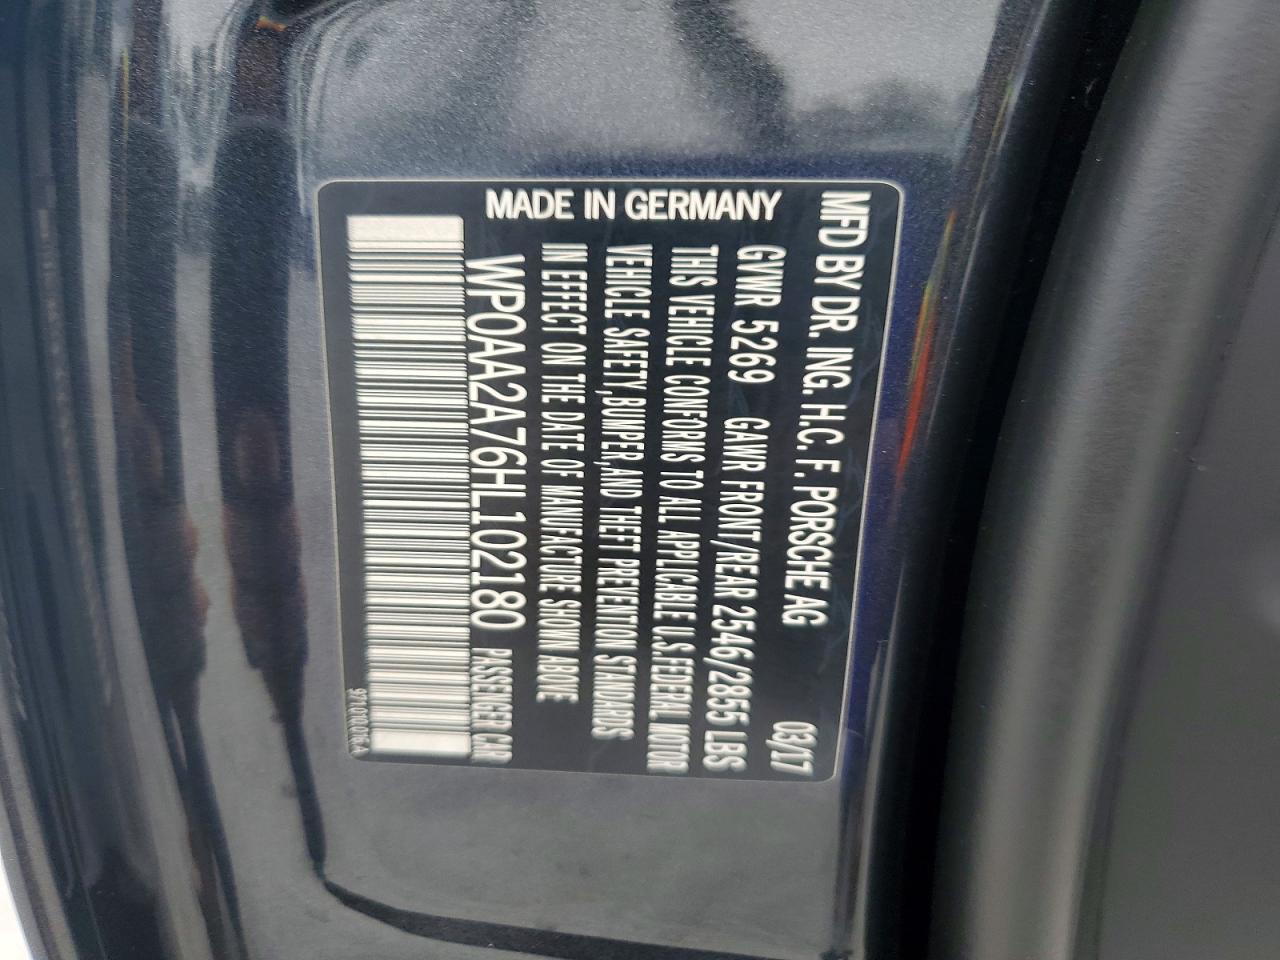 MFD BY DR. ING. H.C. F. PORSCHE AG 03/17
GVWR 5269 GAWR FRONT/REAR 2546/2855 LBS
THIS VEHICLE CONFORMS TO ALL APPLICABLE U.S FEDERAL MOTOR
VEHICLE SAFETY,BUMPER,AND THEFT PREVENTION STANDARDS
IN EFFECT ON THE DATE OF MANUFACTURE SHOWN ABOVE
MADE IN GERMANY
WP0AA2A76HL102180 PASSENGER CAR